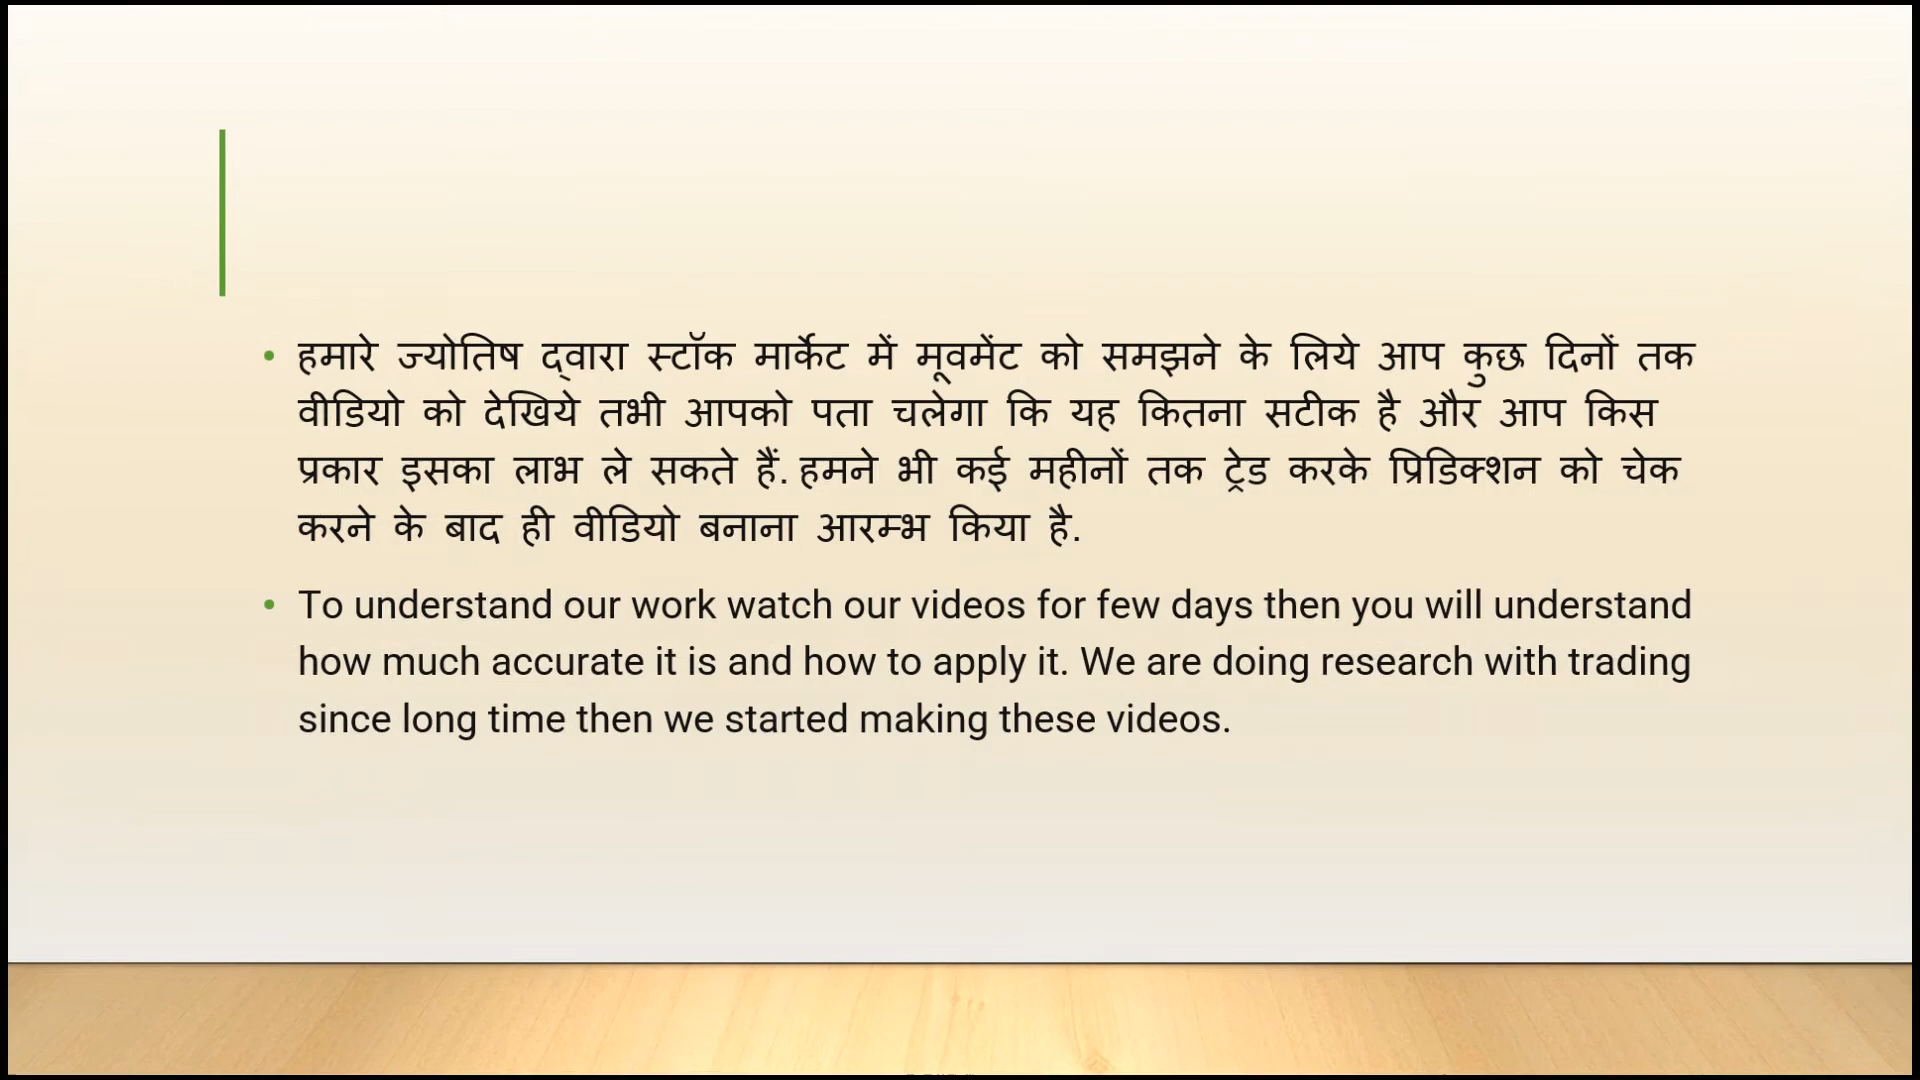 • हमारे ज्योतिष द्वारा स्टॉक मार्केट में मूवमेंट को समझने के लिये आप कुछ दिनों तक
वीडियो को देखिये तभी आपको पता चलेगा कि यह कितना सटीक है और आप किस
प्रकार इसका लाभ ले सकते हैं. हमने भी कई महीनों तक ट्रेड करके प्रिडिक्शन को चेक
करने के बाद ही वीडियो बनाना आरम्भ किया है.
• To understand our work watch our videos for few days then you will understand
how much accurate it is and how to apply it. We are doing research with trading
since long time then we started making these videos.